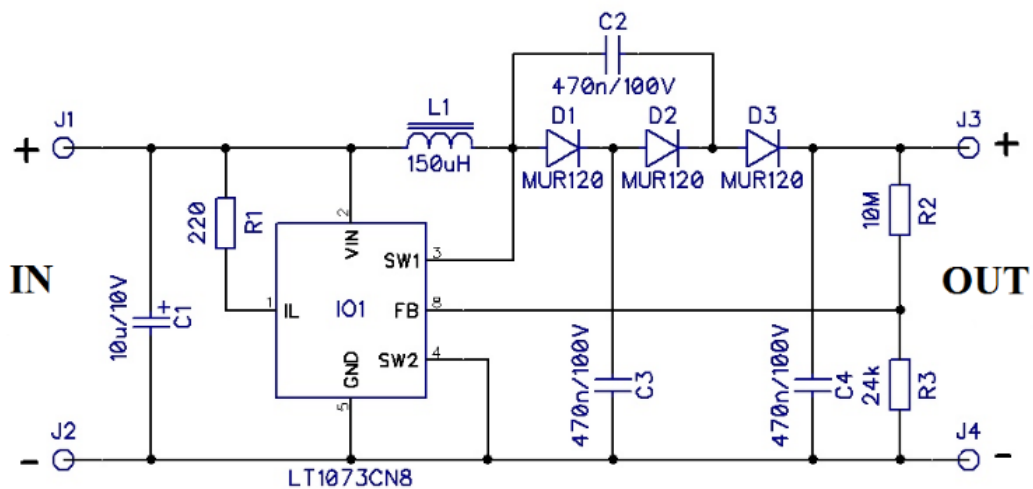 C2
470n/100V
J1
L1
D1
D2
D3
J3
+
150uH
MUR120
MUR120
MUR120
+
220
R1
2
VIN
SW1
3
10M
R2
IN
OUT
10u/10V
+
C1
1
IL
IO1
FB
8
SW2
4
GND
5
470n/100V
C3
470n/100V
C4
24k
R3
J2
J4
-
-
LT1073CN8